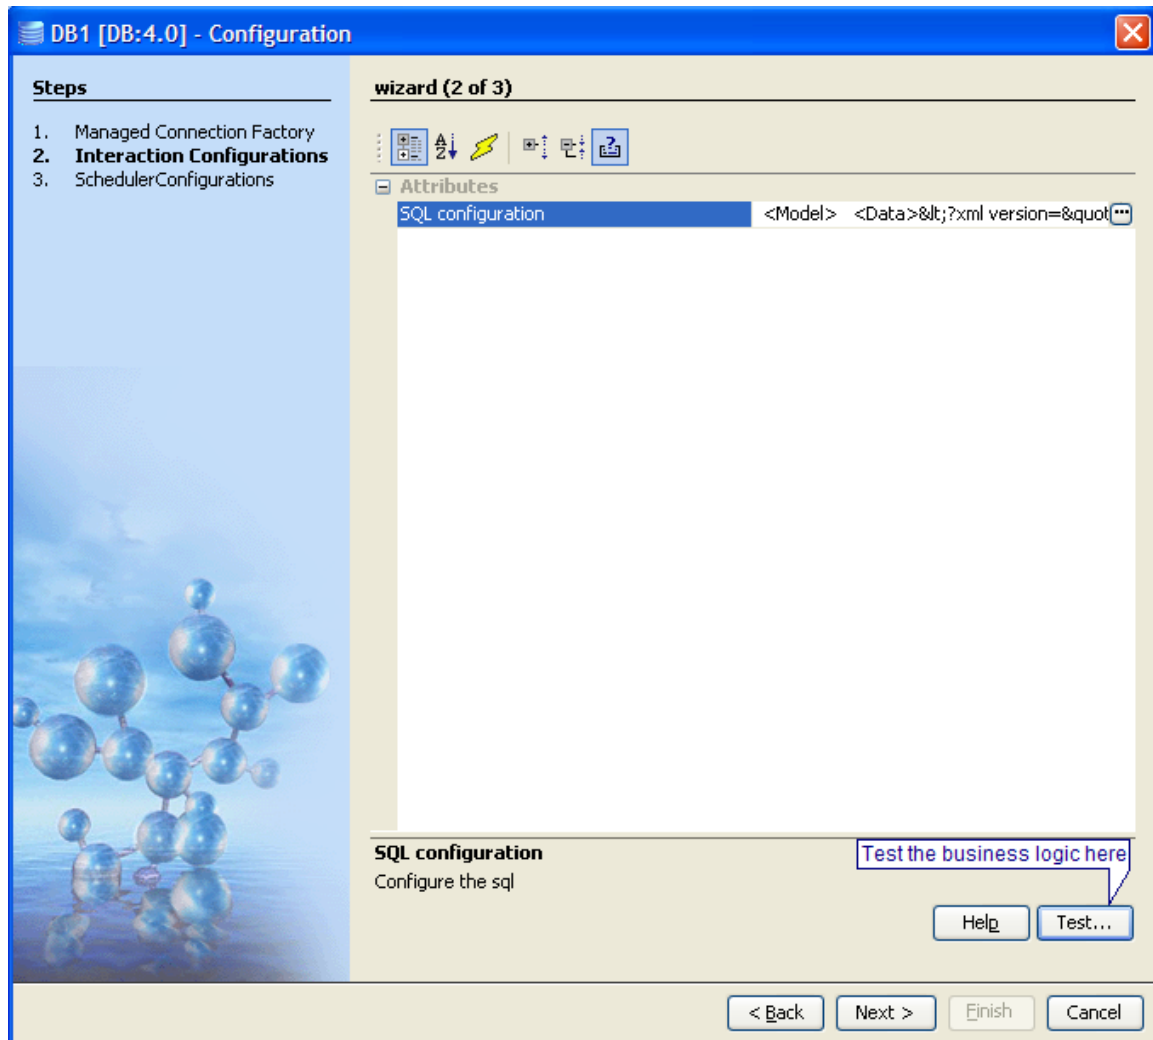 DB1 [DB:4.0] - Configuration
Steps
1. Managed Connection Factory
2. Interaction Configurations
3. SchedulerConfigurations
wizard (2 of 3)
Attributes
SQL configuration <Model> <Data>&lt;?xml version=&quot
SQL configuration
Configure the sql
Test the business logic here
Help Test...
< Back Next > Finish Cancel